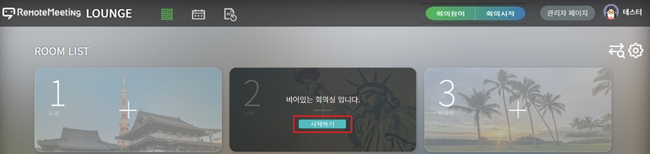 RemoteMeeting LOUNGE
회의참여 회의시작 관리자 페이지 테스터
ROOM LIST
1 2 3
비어있는 회의실 입니다.
도쿄
시작하기